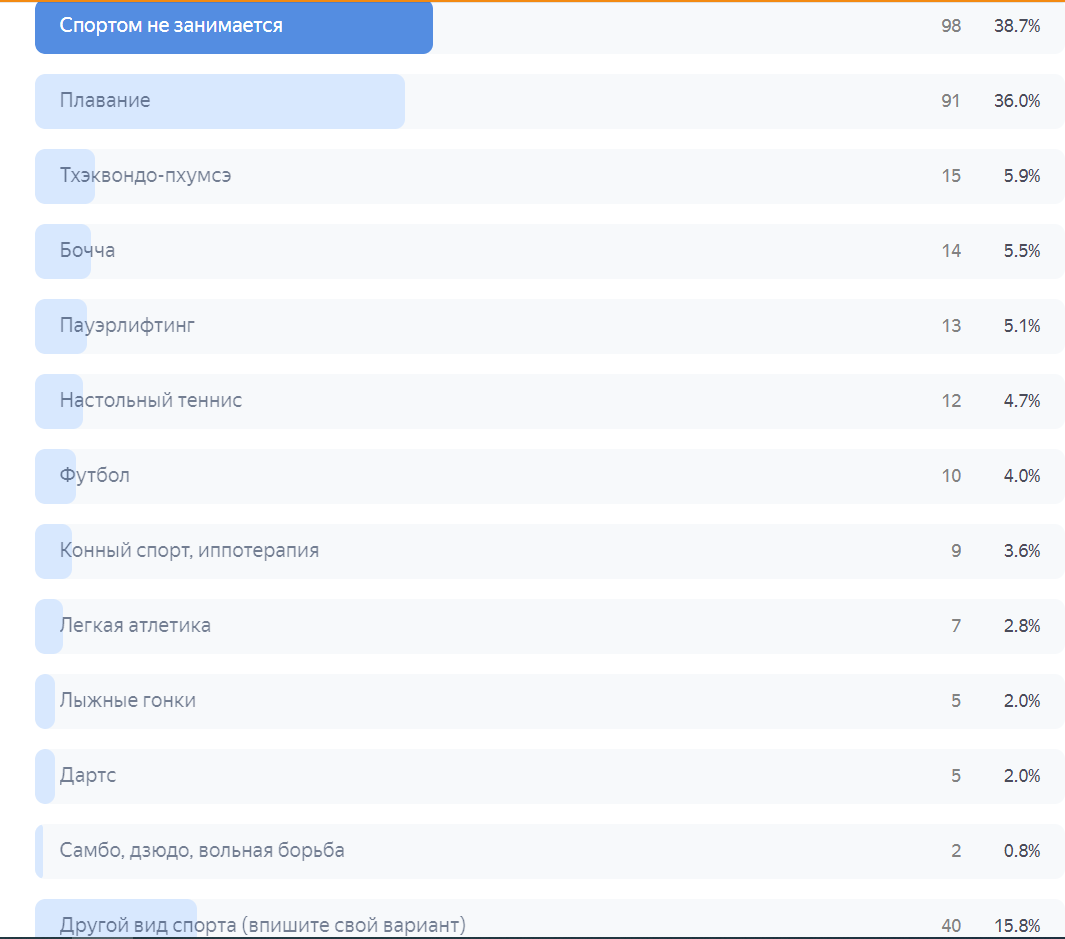 Спортом не занимается 98 38.7%
Плавание 91 36.0%
Тхэквондо-пхумсэ 15 5.9%
Бочча 14 5.5%
Пауэрлифтинг 13 5.1%
Настольный теннис 12 4.7%
Футбол 10 4.0%
Конный спорт, иппотерапия 9 3.6%
Легкая атлетика 7 2.8%
Лыжные гонки 5 2.0%
Дартс 5 2.0%
Самбо, дзюдо, вольная борьба 2 0.8%
Другой вид спорта (впишите свой вариант) 40 15.8%